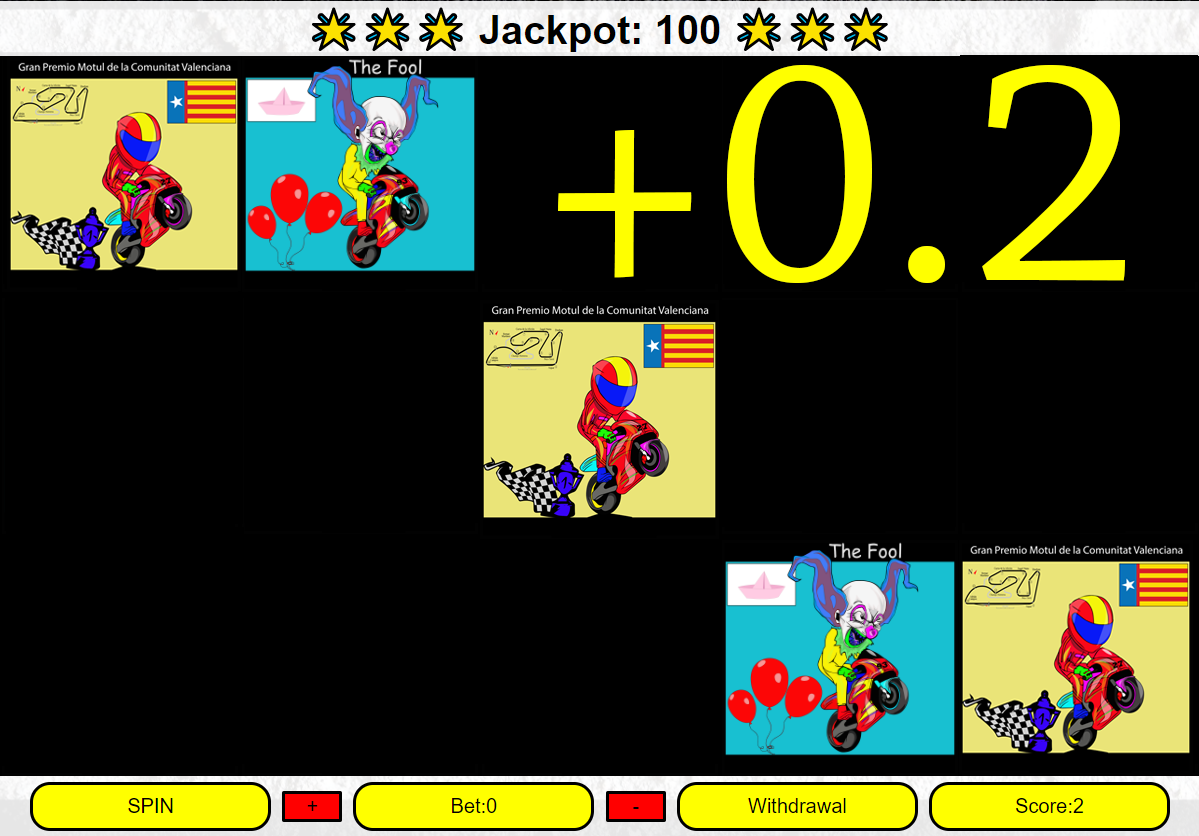 Jackpot: 100
Gran Premio Motul de la Comunitat Valenciana
The Fool
+0.2
Gran Premio Motul de la Comunitat Valenciana
The Fool
Gran Premio Motul de la Comunitat Valenciana
SPIN
+
Bet:0
-
Withdrawal
Score:2